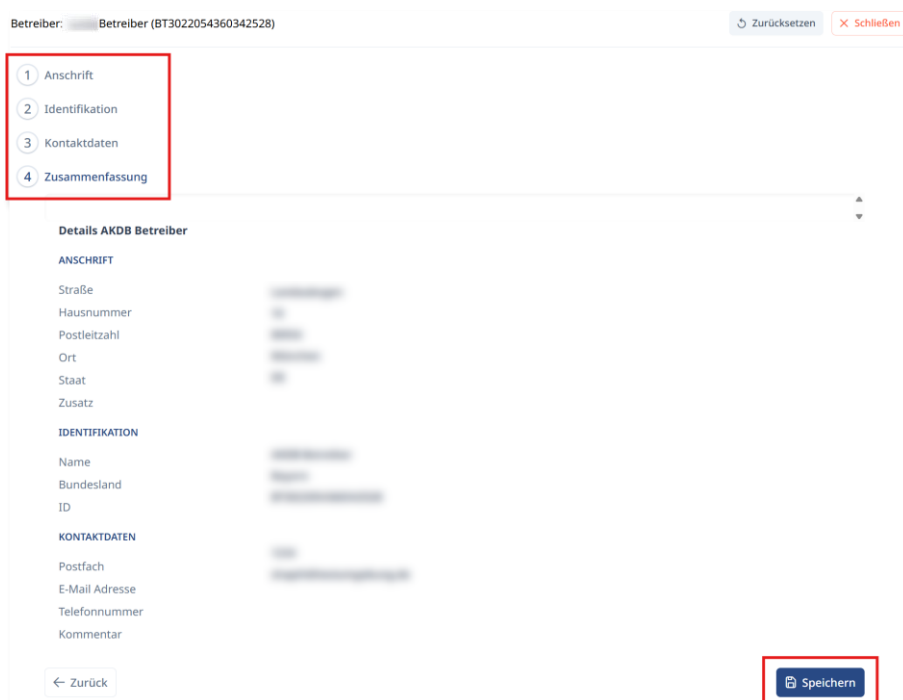 Betreiber: Betreiber (BT3022054360342528)
Zurücksetzen
Schließen
1 Anschrift
2 Identifikation
3 Kontaktdaten
4 Zusammenfassung
Details AKDB Betreiber
ANSCHRIFT
Straße
Hausnummer
Postleitzahl
Ort
Staat
Zusatz
IDENTIFIKATION
Name
Bundesland
ID
KONTAKTDATEN
Postfach
E-Mail Adresse
Telefonnummer
Kommentar
Zurück
Speichern